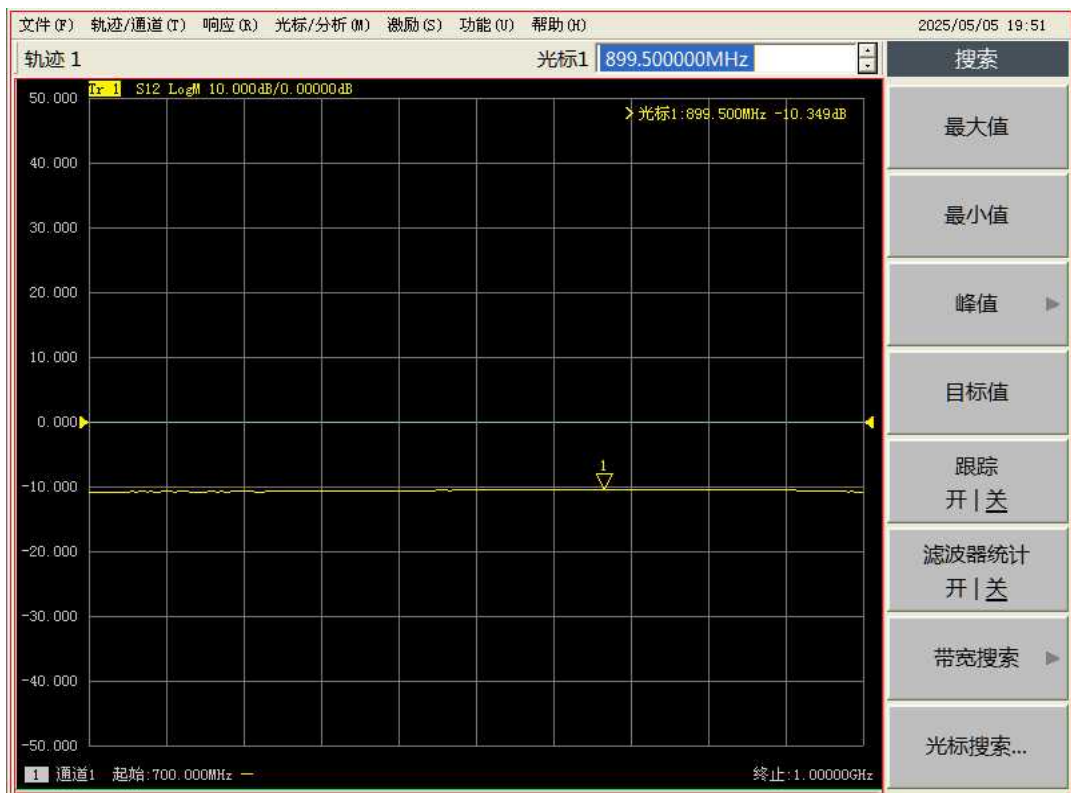 文件(F) 轨迹/通道(T) 响应(R) 光标/分析(M) 激励(S) 功能(U) 帮助(H) 2025/05/05 19:51
轨迹 1 光标1 899.500000MHz 搜索
Tr 1 S12 LogM 10.000dB/0.00000dB
>光标1:899.500MHz -10.349dB
50.000
40.000
30.000
20.000
10.000
0.000
-10.000
-20.000
-30.000
-40.000
-50.000
1
1 通道1 起始:700.000MHz 终止:1.00000GHz
最大值
最小值
峰值
目标值
跟踪
开 | 关
滤波器统计
开 | 关
带宽搜索
光标搜索...